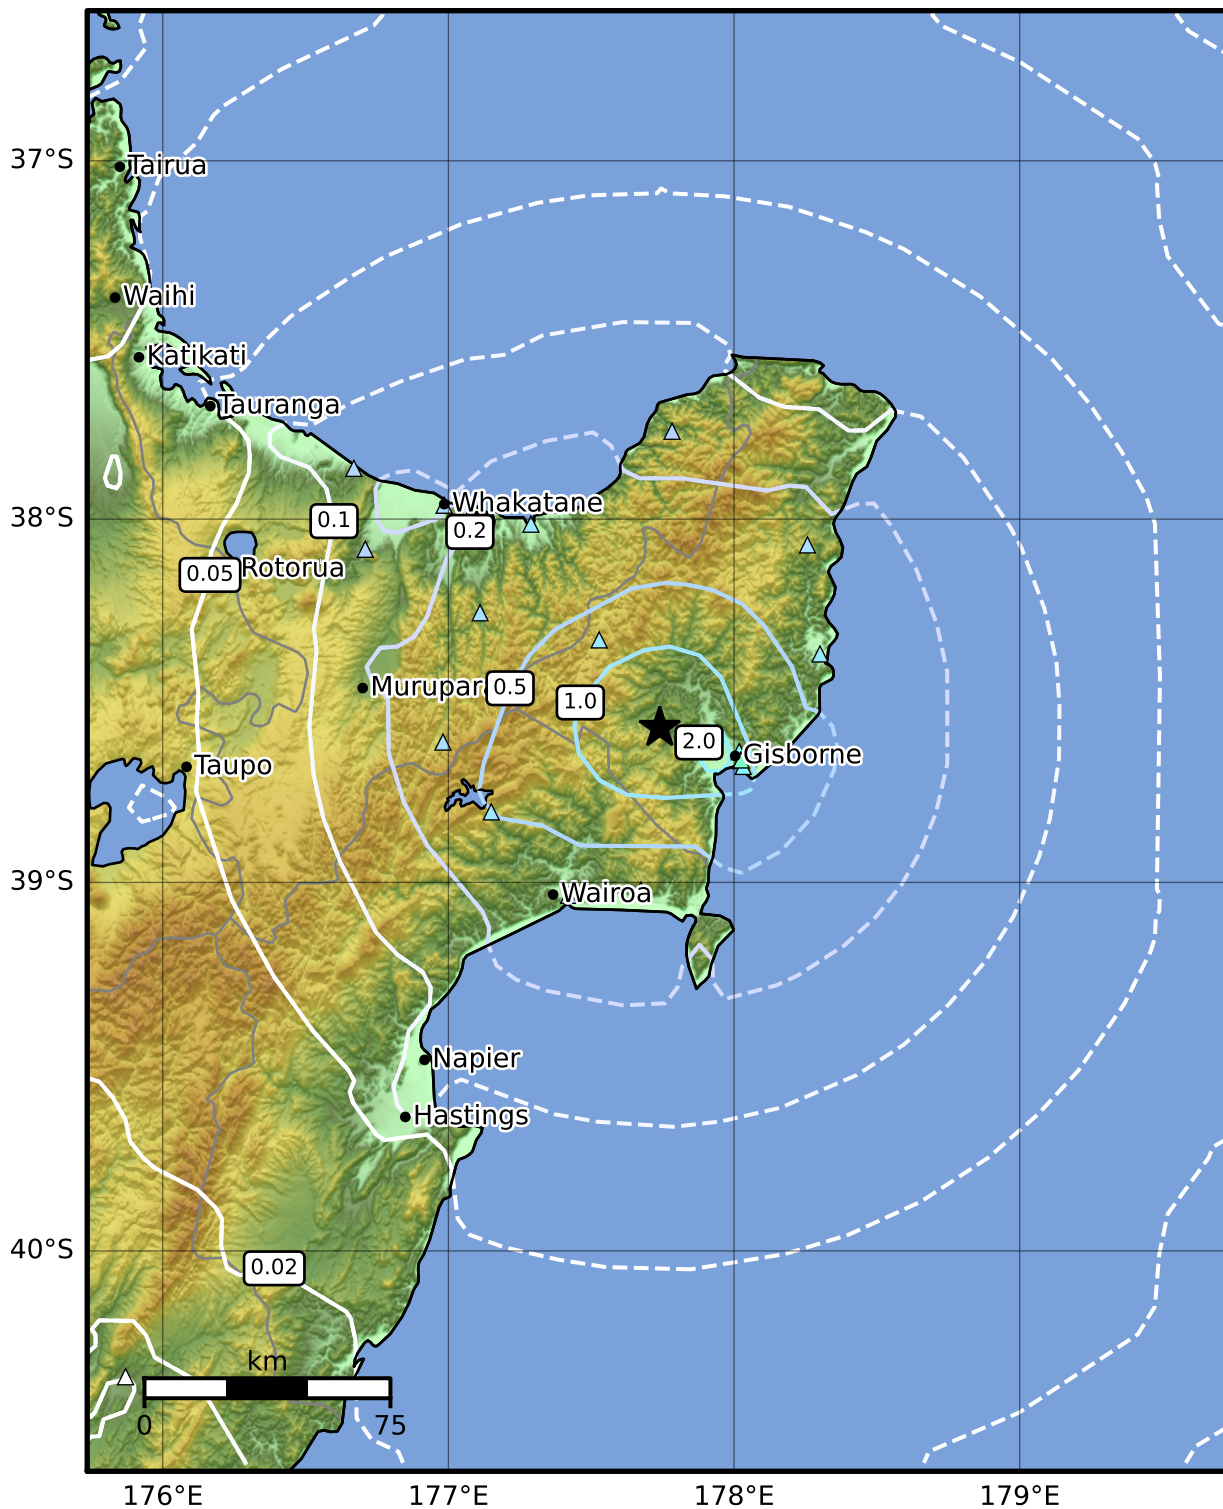 37°S
Tairua
Waihi
Katikati
Tauranga
38°S
Whakatane
0.1
0.2
0.05
Rotorua
Murupara
0.5
1.0
2.0
Gisborne
Taupo
39°S
Wairoa
Napier
Hastings
40°S
0.02
km
0
75
176°E
177°E
178°E
179°E